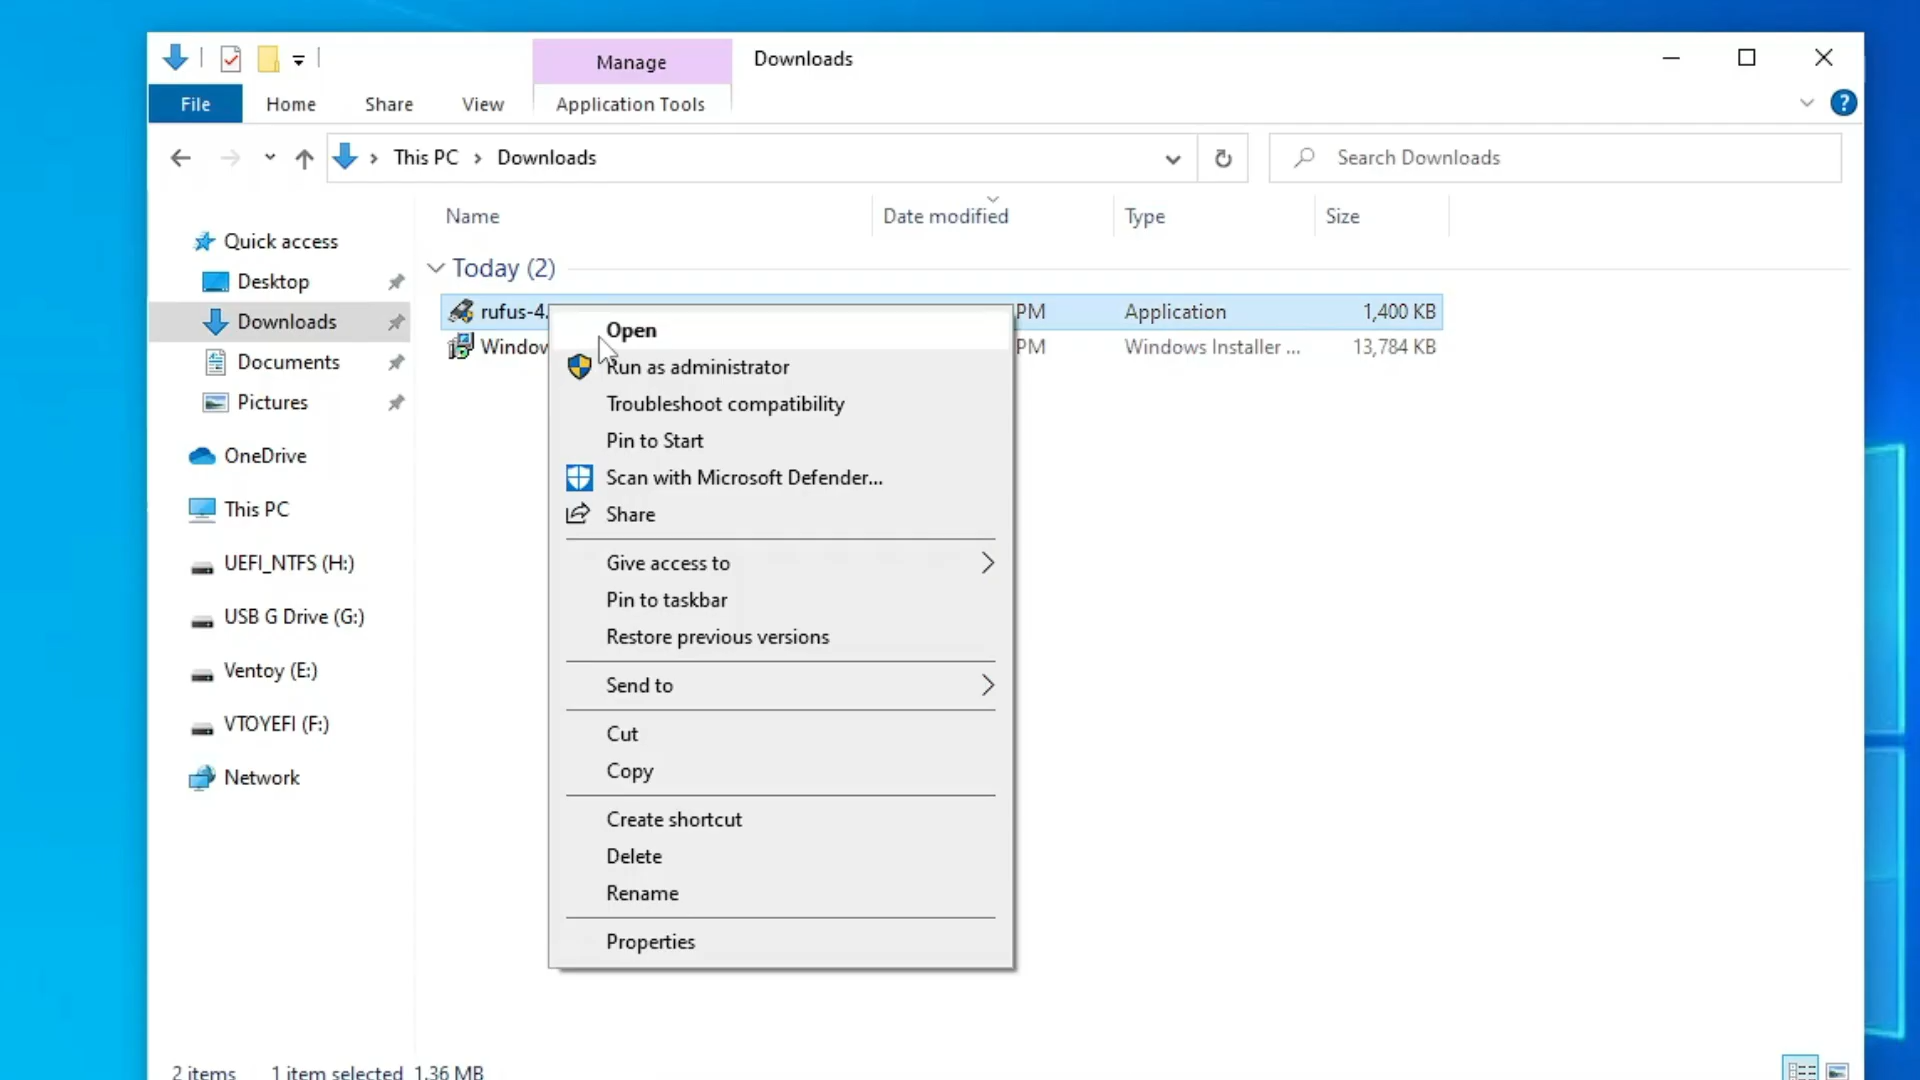 Manage
Downloads
File
Home
Share
View
Application Tools
This PC
Downloads
Search Downloads
Name
Date modified
Type
Size
Quick access
Desktop
Downloads
Documents
Pictures
OneDrive
This PC
UEFI_NTFS (H:)
USB G Drive (G:)
Ventoy (E:)
VTOYEFI (F:)
Network
Today (2)
rufus-4. PM Application 1,400 KB
Window PM Windows Installer ... 13,784 KB
Open
Run as administrator
Troubleshoot compatibility
Pin to Start
Scan with Microsoft Defender...
Share
Give access to
Pin to taskbar
Restore previous versions
Send to
Cut
Copy
Create shortcut
Delete
Rename
Properties
2 items
1 item selected 1.36 MB